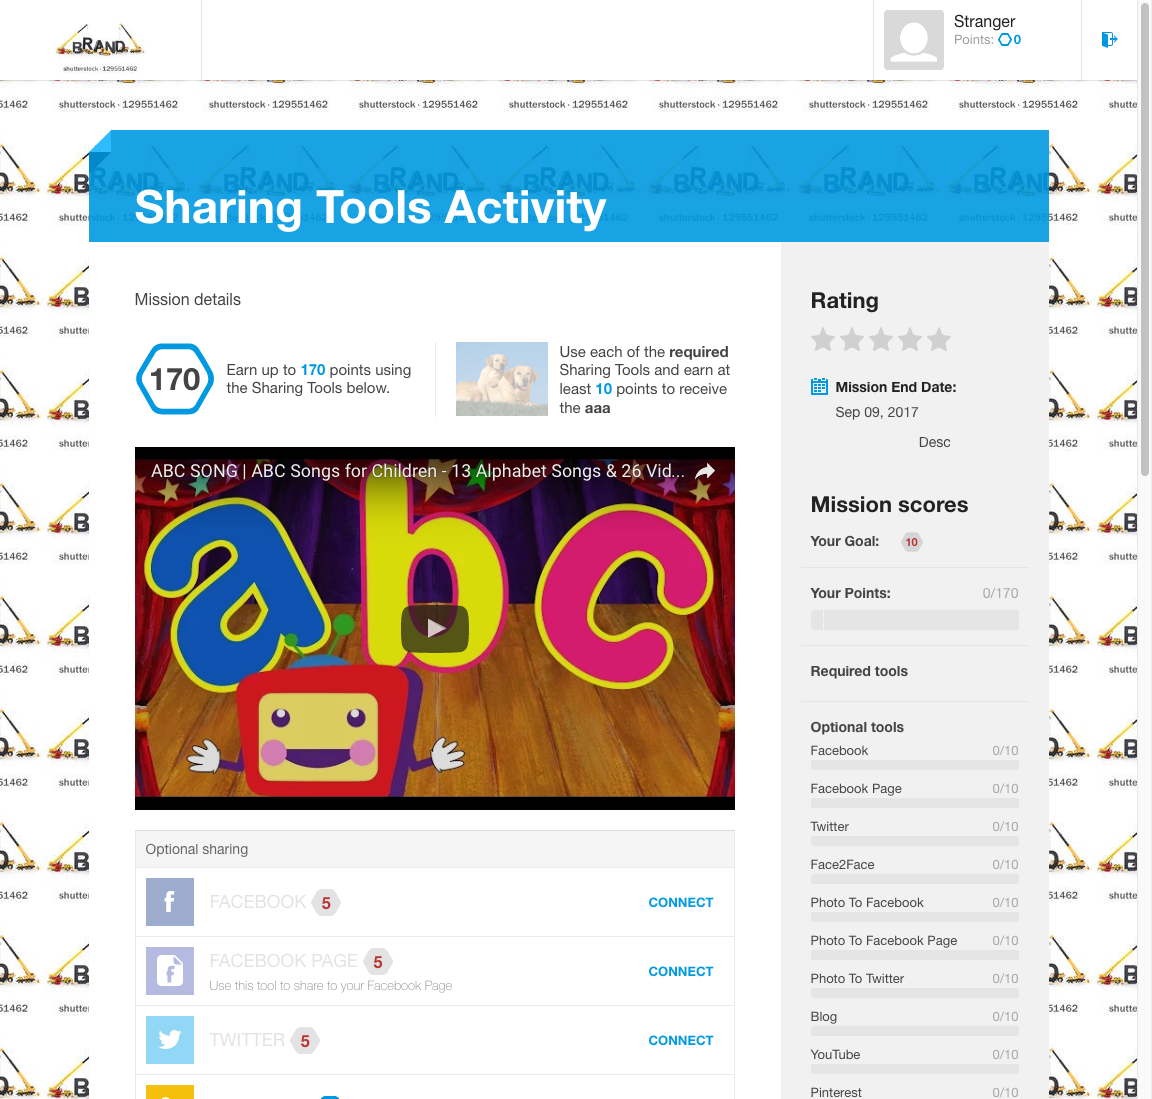 BRAND
shutterstock · 129551462
Stranger
Points: 0
51462 shutterstock · 129551462 shutterstock · 129551462 shutterstock · 129551462 shutterstock · 129551462 shutterstock · 129551462 shutterstock · 129551462 shutterstock · 129551462 shutte
Sharing Tools Activity
Mission details
170
Earn up to 170 points using
the Sharing Tools below.
Use each of the required
Sharing Tools and earn at
least 10 points to receive
the aaa
ABC SONG | ABC Songs for Children - 13 Alphabet Songs & 26 Vid...
abc
Optional sharing
FACEBOOK 5
CONNECT
FACEBOOK PAGE 5
Use this tool to share to your Facebook Page
CONNECT
TWITTER 5
CONNECT
Rating
Mission End Date:
Sep 09, 2017
Desc
Mission scores
Your Goal: 10
Your Points: 0/170
Required tools
Optional tools
Facebook 0/10
Facebook Page 0/10
Twitter 0/10
Face2Face 0/10
Photo To Facebook 0/10
Photo To Facebook Page 0/10
Photo To Twitter 0/10
Blog 0/10
YouTube 0/10
Pinterest 0/10